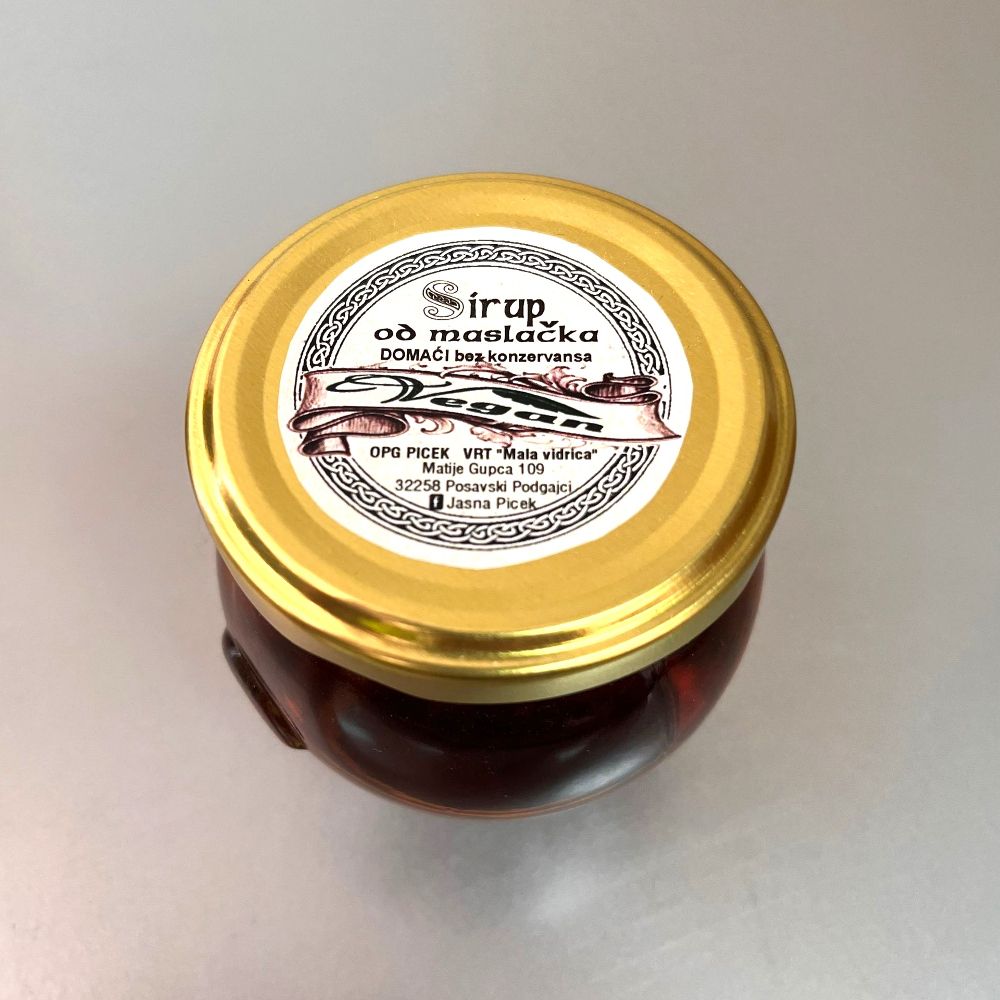 Sirup
od maslačka
DOMAĆI bez konzervansa
Vegan
OPG PICEK VRT "Mala vidrica"
Matije Gupca 109
32258 Posavski Podgajci
f Jasna Picek